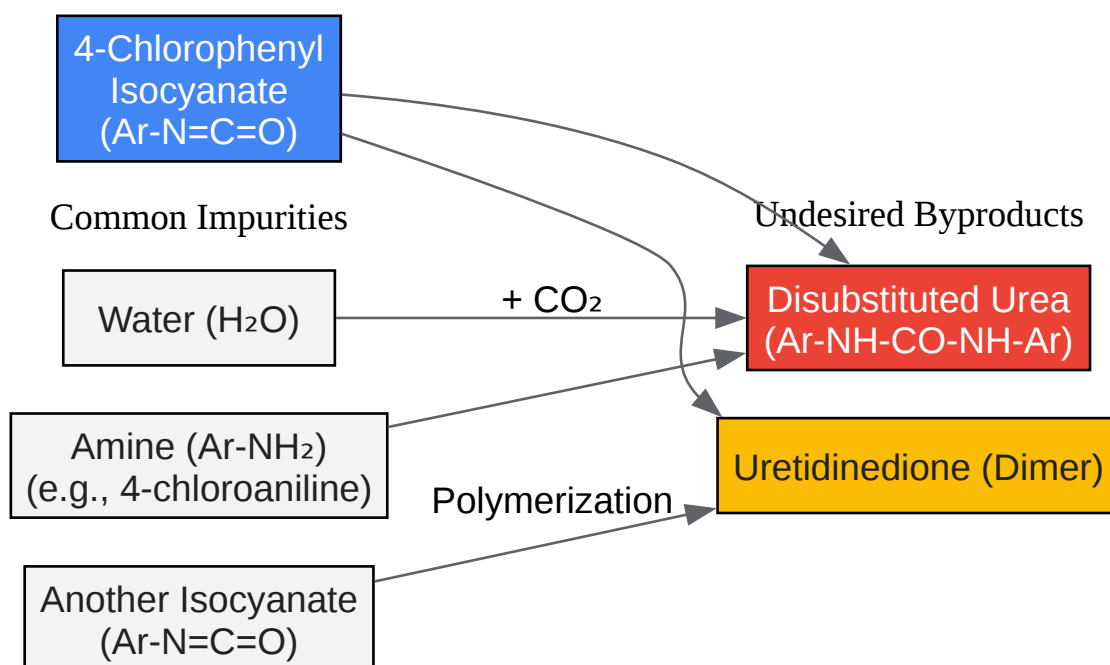 4-Chlorophenyl
Isocyanate
(Ar-N=C=O)
Common Impurities
Undesired Byproducts
Water (H₂O)
+ CO₂
Disubstituted Urea
(Ar-NH-CO-NH-Ar)
Amine (Ar-NH₂)
(e.g., 4-chloroaniline)
Uretidinedione (Dimer)
Polymerization
Another Isocyanate
(Ar-N=C=O)